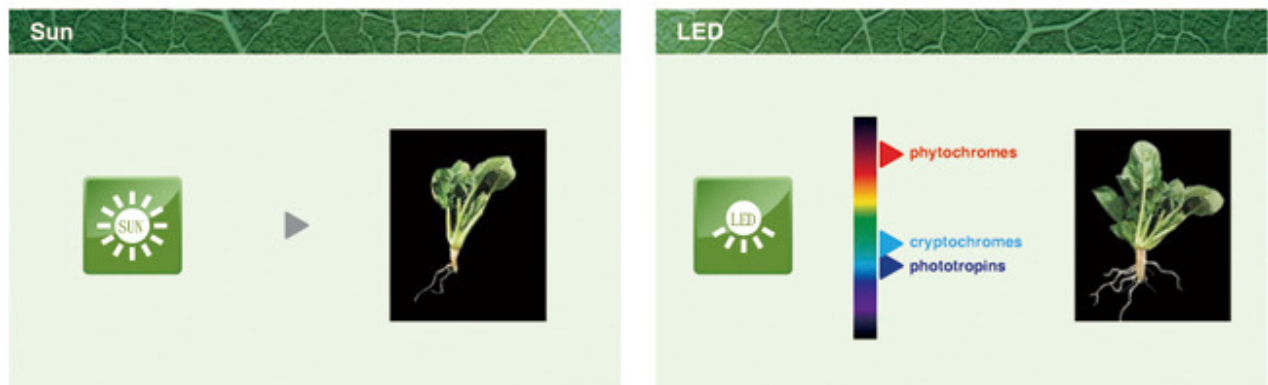 Sun
SUN
LED
LED
phytochromes
cryptochromes
phototropins